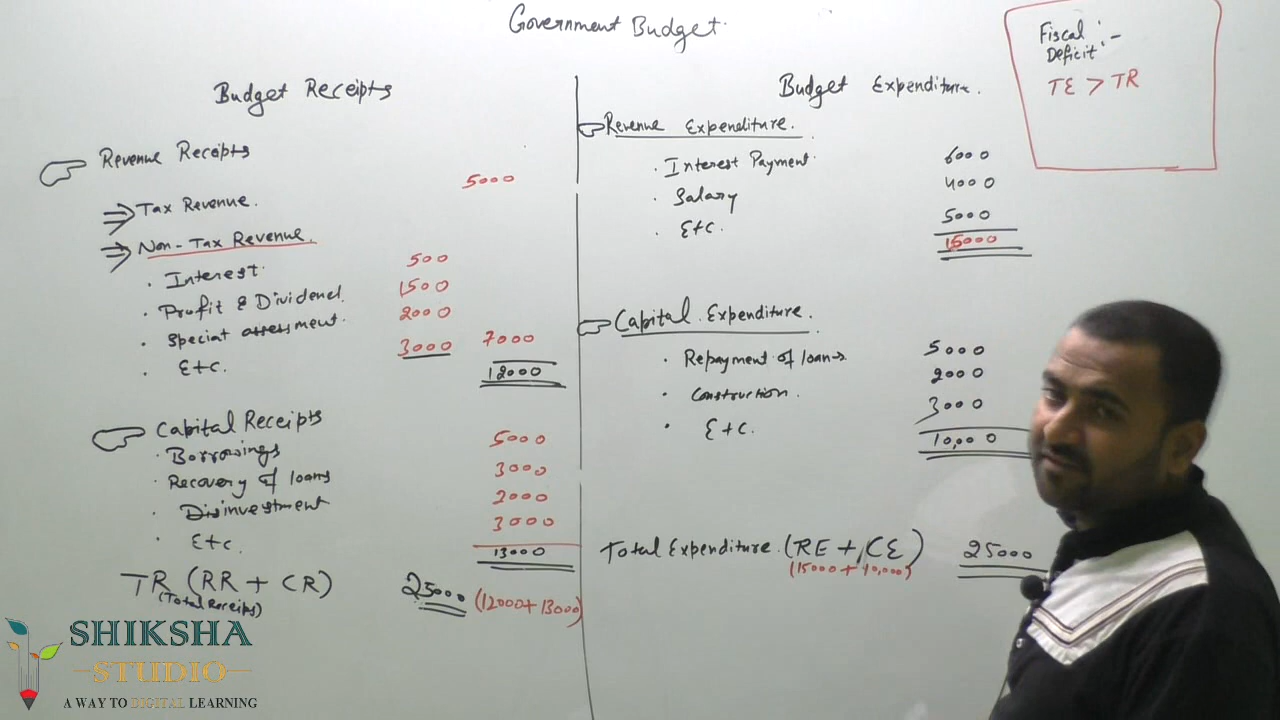 Government Budget.
Fiscal :-
Deficit
TE > TR
Budget Receipts
Revenue Receipts
5000
⇒ Tax Revenue.
⇒ Non-Tax Revenue.
· Interest. 500
· Profit & Dividend. 1500
· Special assessment. 2000
· Etc. 3000 7000
12000
Capital Receipts
· Borrowings 5000
· Recovery of loans 3000
· Disinvestment 2000
· Etc. 3000
13000
TR (RR + CR) 25000 (12000+13000)
(Total Receipts)
Budget Expenditure.
Revenue Expenditure.
· Interest Payment. 6000
· Salary 4000
· Etc. 5000
15000
Capital Expenditure.
· Repayment of loans 5000
· Construction. 2000
· Etc. 3000
10,000
Total Expenditure. (RE + CE) 25000
(15000+10,000)
SHIKSHA
STUDIO
A WAY TO DIGITAL LEARNING